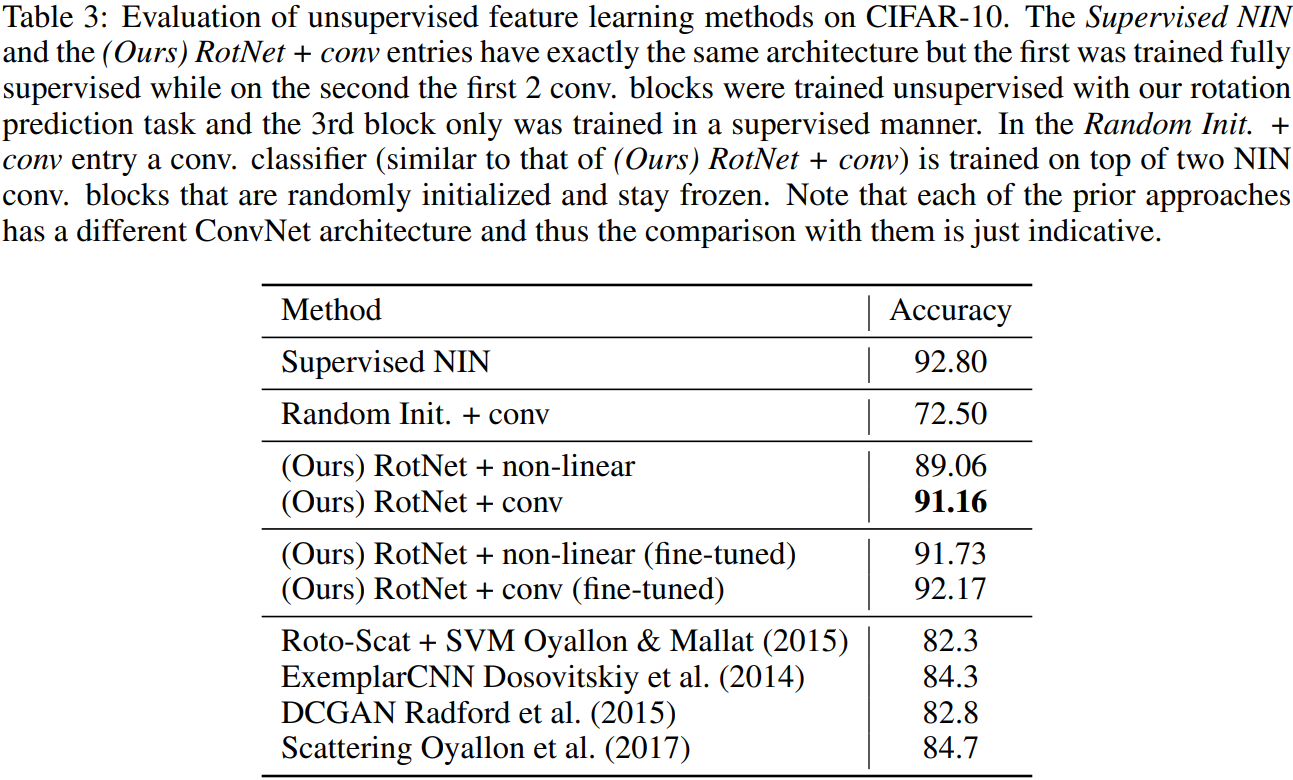 Table 3: Evaluation of unsupervised feature learning methods on CIFAR-10. The Supervised NIN
and the (Ours) RotNet + conv entries have exactly the same architecture but the first was trained fully
supervised while on the second the first 2 conv. blocks were trained unsupervised with our rotation
prediction task and the 3rd block only was trained in a supervised manner. In the Random Init. +
conv entry a conv. classifier (similar to that of (Ours) RotNet + conv) is trained on top of two NIN
conv. blocks that are randomly initialized and stay frozen. Note that each of the prior approaches
has a different ConvNet architecture and thus the comparison with them is just indicative.
Method Accuracy
Supervised NIN 92.80
Random Init. + conv 72.50
(Ours) RotNet + non-linear 89.06
(Ours) RotNet + conv 91.16
(Ours) RotNet + non-linear (fine-tuned) 91.73
(Ours) RotNet + conv (fine-tuned) 92.17
Roto-Scat + SVM Oyallon & Mallat (2015) 82.3
ExemplarCNN Dosovitskiy et al. (2014) 84.3
DCGAN Radford et al. (2015) 82.8
Scattering Oyallon et al. (2017) 84.7